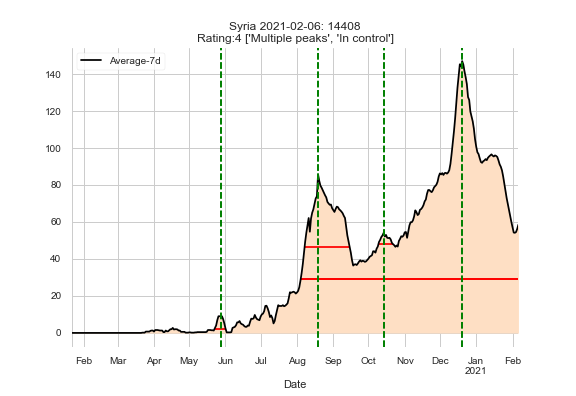 Syria 2021-02-06: 14408
Rating:4 ['Multiple peaks', 'In control']
Average-7d
140
120
100
80
60
40
20
0
Feb Mar Apr May Jun Jul Aug Sep Oct Nov Dec Jan Feb
2021
Date